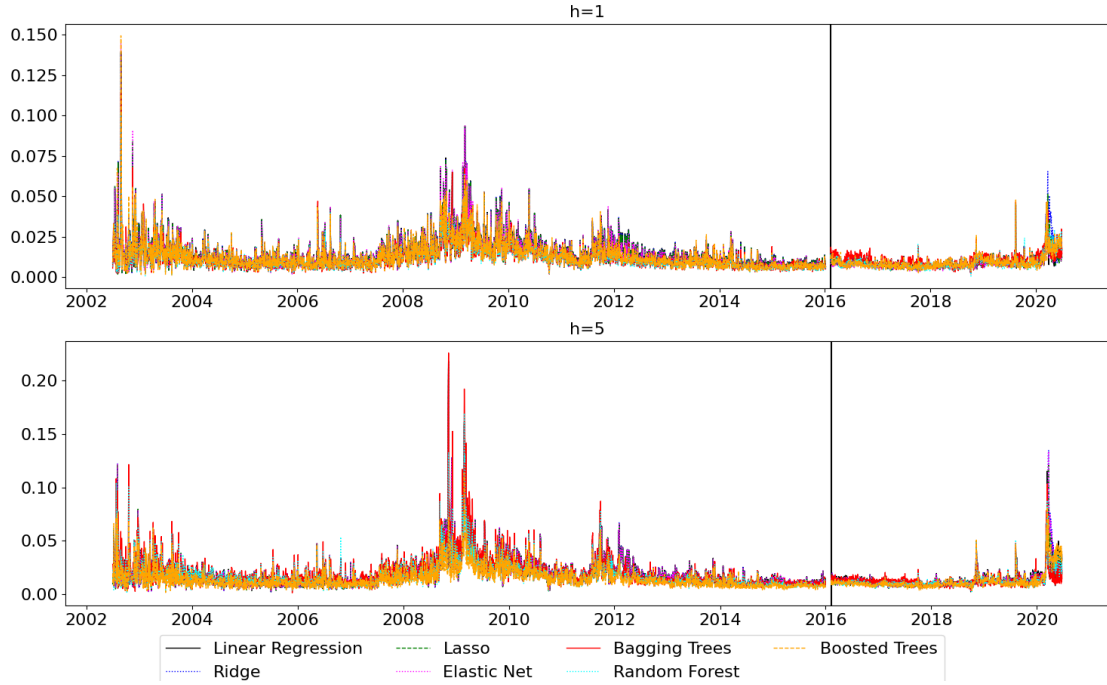 h=1
0.150
0.125
0.100
0.075
0.050
0.025
0.000
2002 2004 2006 2008 2010 2012 2014 2016 2018 2020
h=5
0.20
0.15
0.10
0.05
0.00
2002 2004 2006 2008 2010 2012 2014 2016 2018 2020
Linear Regression Lasso Bagging Trees Boosted Trees
Ridge Elastic Net Random Forest